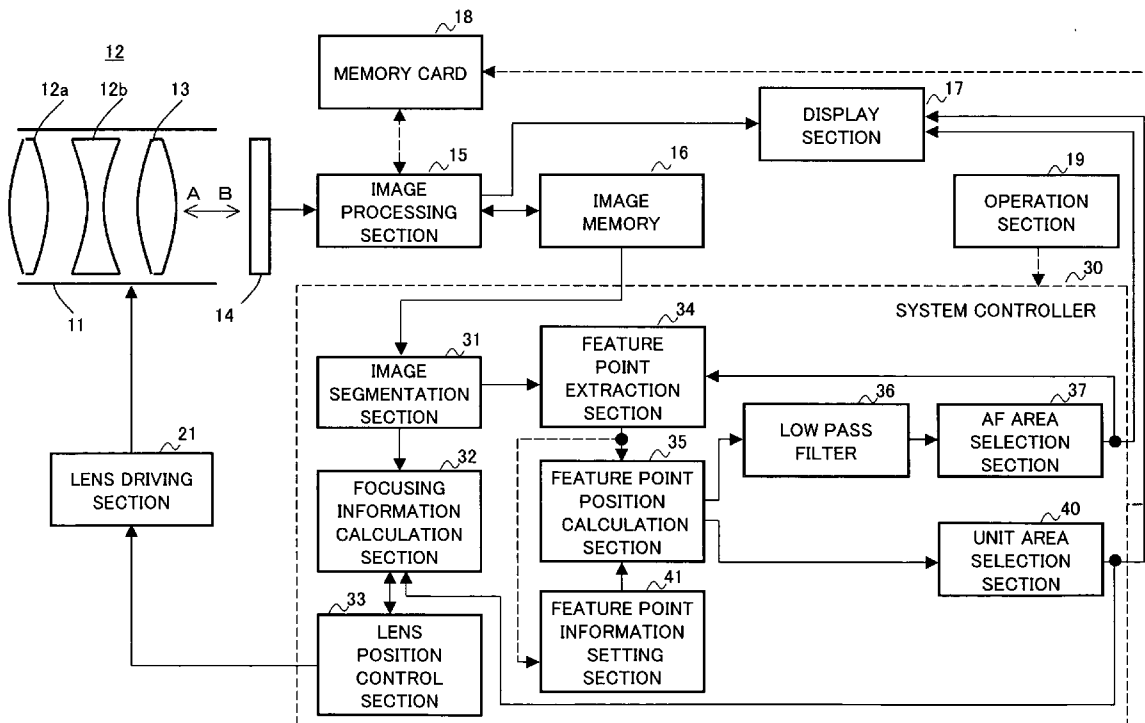 18
12
MEMORY CARD
17
12a
12b
13
DISPLAY
SECTION
15
16
19
A
B
IMAGE
PROCESSING
SECTION
IMAGE
MEMORY
OPERATION
SECTION
30
11
14
SYSTEM CONTROLLER
34
31
FEATURE
POINT
EXTRACTION
SECTION
IMAGE
SEGMENTATION
SECTION
36
37
21
LOW PASS
FILTER
AF AREA
SELECTION
SECTION
LENS DRIVING
SECTION
32
35
FOCUSING
INFORMATION
CALCULATION
SECTION
FEATURE POINT
POSITION
CALCULATION
SECTION
40
UNIT AREA
SELECTION
SECTION
33
41
LENS
POSITION
CONTROL
SECTION
FEATURE POINT
INFORMATION
SETTING
SECTION